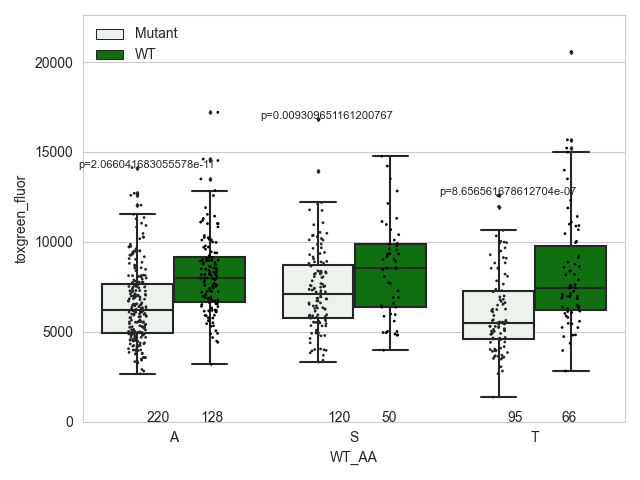 Mutant
WT
20000
15000
10000
5000
0
toxgreen_fluor
p=2.066041683055578e-11
p=0.009309651161200767
p=8.656561678612704e-07
220 128 120 50 95 66
A S T
WT_AA